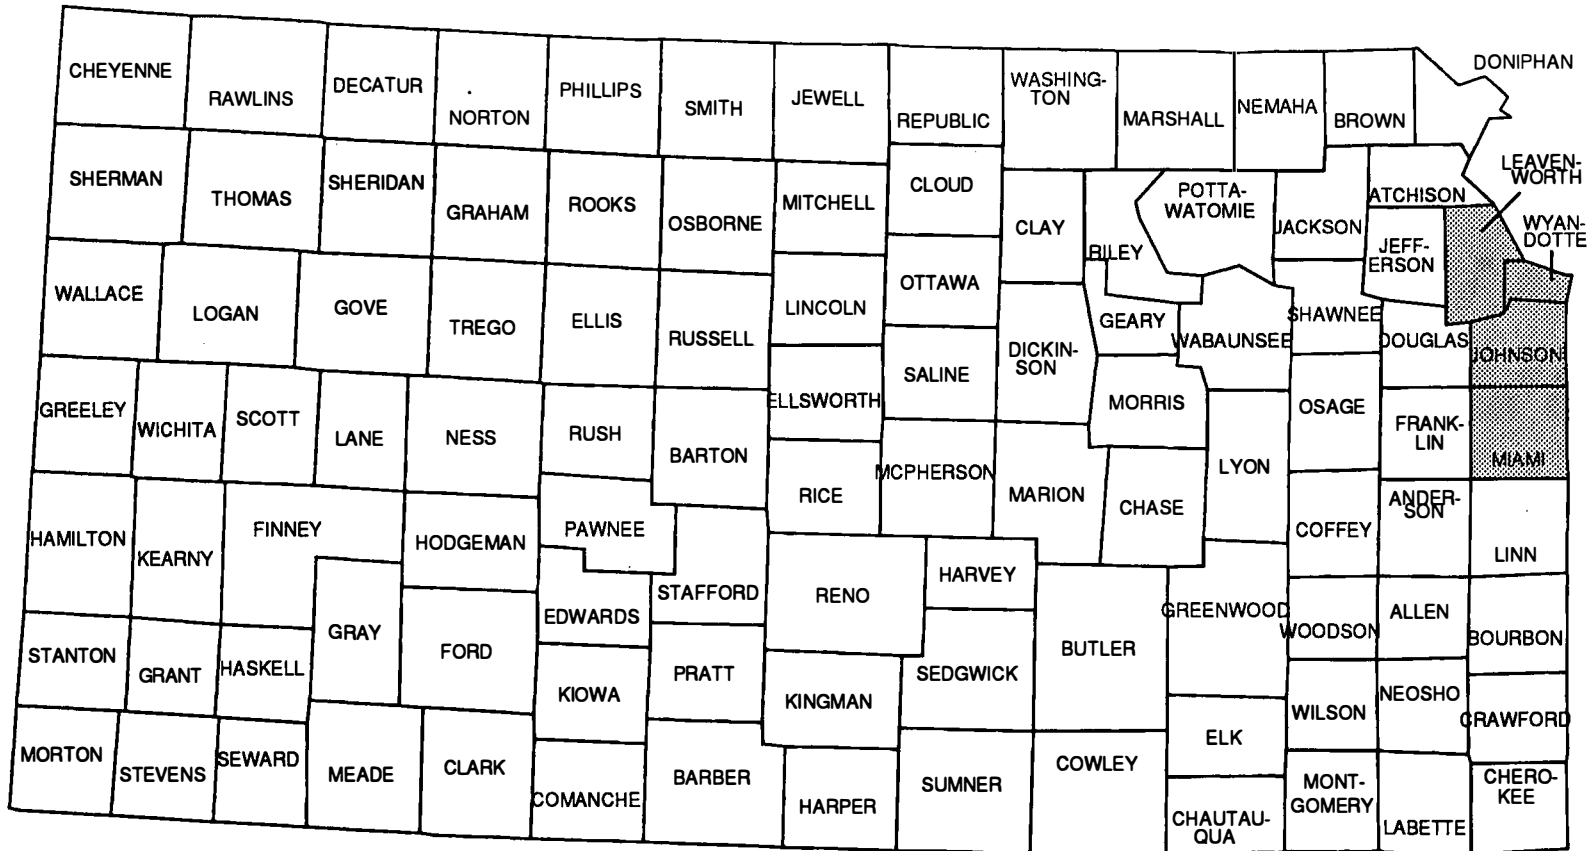 CHEYENNE
RAWLINS
DECATUR
NORTON
PHILLIPS
SMITH
JEWELL
REPUBLIC
WASHING-
TON
MARSHALL
NEMAHA
BROWN
DONIPHAN
SHERMAN
THOMAS
SHERIDAN
GRAHAM
ROOKS
OSBORNE
MITCHELL
CLOUD
CLAY
RILEY
POTTA-
WATOMIE
JACKSON
ATCHISON
LEAVEN-
WORTH
JEFF-
ERSON
WYAN-
DOTTE
WALLACE
LOGAN
GOVE
TREGO
ELLIS
RUSSELL
LINCOLN
OTTAWA
DICKIN-
SON
GEARY
WABAUNSEE
SHAWNEE
DOUGLAS
JOHNSON
GREELEY
WICHITA
SCOTT
LANE
NESS
RUSH
BARTON
ELLSWORTH
SALINE
MORRIS
OSAGE
FRANK-
LIN
MIAMI
HAMILTON
KEARNY
FINNEY
HODGEMAN
PAWNEE
STAFFORD
RICE
MCPHERSON
MARION
CHASE
LYON
COFFEY
ANDER-
SON
LINN
GRAY
FORD
EDWARDS
RENO
HARVEY
BUTLER
GREENWOOD
WOODSON
ALLEN
BOURBON
STANTON
GRANT
HASKELL
KIOWA
PRATT
KINGMAN
SEDGWICK
ELK
WILSON
NEOSHO
CRAWFORD
MORTON
STEVENS
SEWARD
MEADE
CLARK
COMANCHE
BARBER
HARPER
SUMNER
COWLEY
CHAUTAU-
QUA
MONT-
GOMERY
LABETTE
CHERO-
KEE